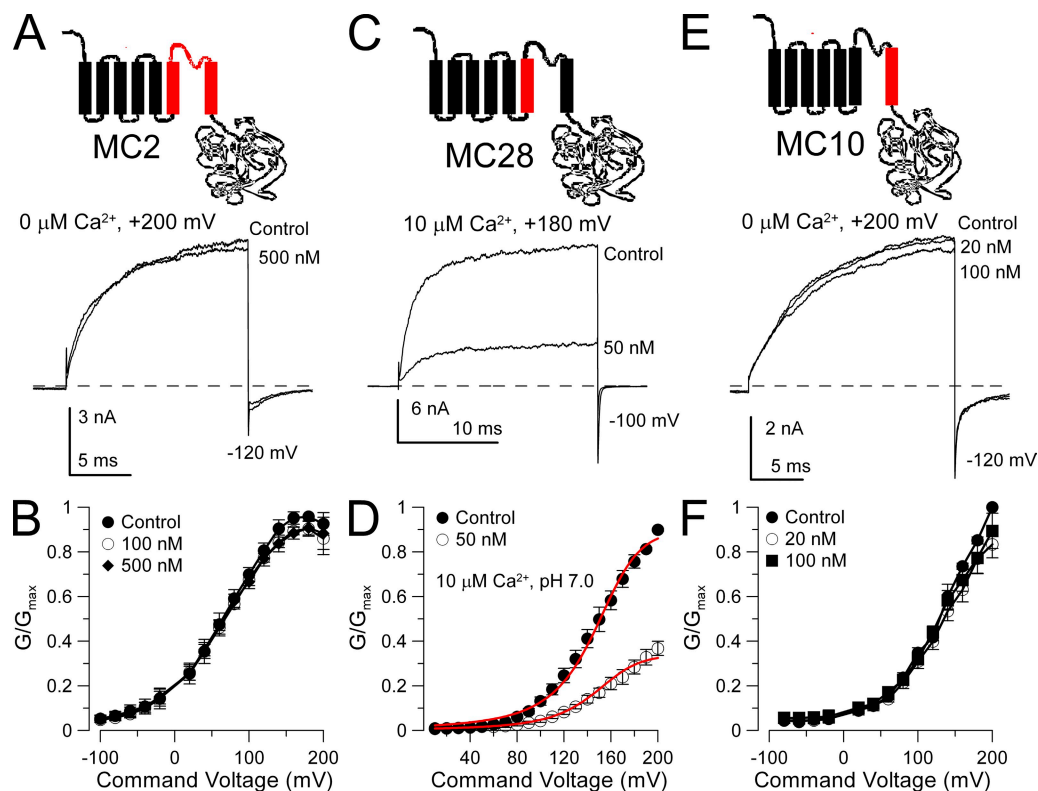 A
MC2
0 μM Ca²⁺, +200 mV
Control
500 nM
3 nA
5 ms
-120 mV
C
MC28
10 μM Ca²⁺, +180 mV
Control
50 nM
6 nA
10 ms
-100 mV
E
MC10
0 μM Ca²⁺, +200 mV
Control
20 nM
100 nM
2 nA
5 ms
-120 mV
B
Control
100 nM
500 nM
G/Gmax
1
0.8
0.6
0.4
0.2
0
-100 0 100 200
Command Voltage (mV)
D
Control
50 nM
10 μM Ca²⁺, pH 7.0
G/Gmax
1
0.8
0.6
0.4
0.2
0
40 80 120 160 200
Command Voltage (mV)
F
Control
20 nM
100 nM
G/Gmax
1
0.8
0.6
0.4
0.2
0
-100 0 100 200
Command Voltage (mV)